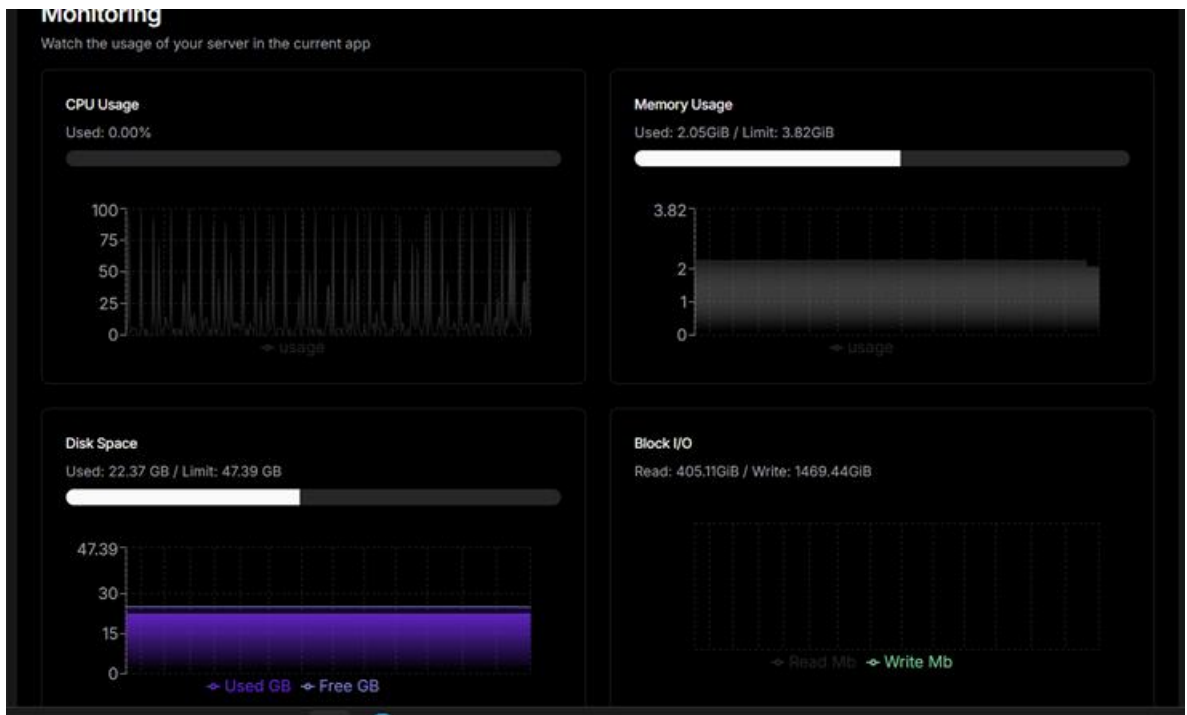 Monitoring
Watch the usage of your server in the current app
CPU Usage
Used: 0.00%
100
75
50
25
0
usage
Memory Usage
Used: 2.05GiB / Limit: 3.82GiB
3.82
2
1
0
usage
Disk Space
Used: 22.37 GB / Limit: 47.39 GB
47.39
30
15
0
Used GB Free GB
Block I/O
Read: 405.11GiB / Write: 1469.44GiB
Read Mb Write Mb